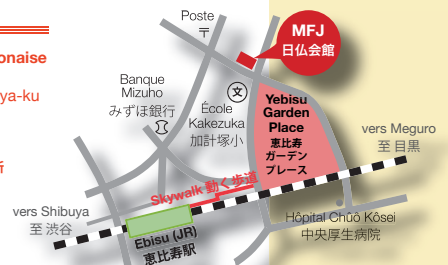 onaise
ya-ku
所
Poste
〒
MFJ
日仏会館
Banque
Mizuho
みずほ銀行
文
École
Kakezuka
加計塚小
Yebisu
Garden
Place
恵比寿
ガーデン
プレース
vers Meguro
至 目黒
Skywalk 動く歩道
vers Shibuya
至 渋谷
Ebisu (JR)
恵比寿駅
Hôpital Chūō Kôsei
中央厚生病院